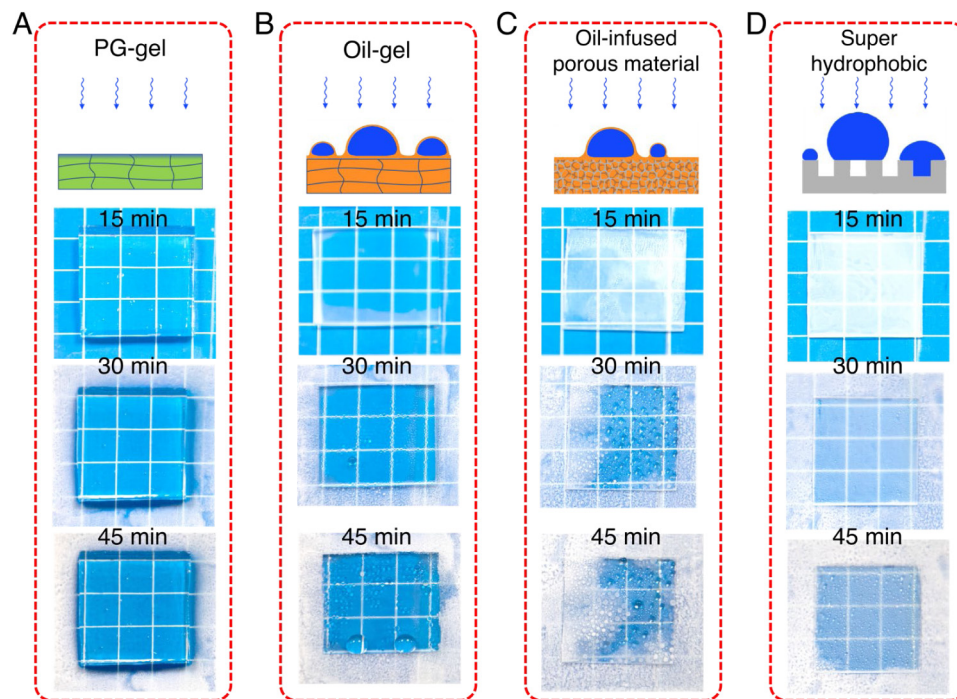 A
PG-gel
15 min
30 min
45 min
B
Oil-gel
15 min
30 min
45 min
C
Oil-infused
porous material
15 min
30 min
45 min
D
Super
hydrophobic
15 min
30 min
45 min